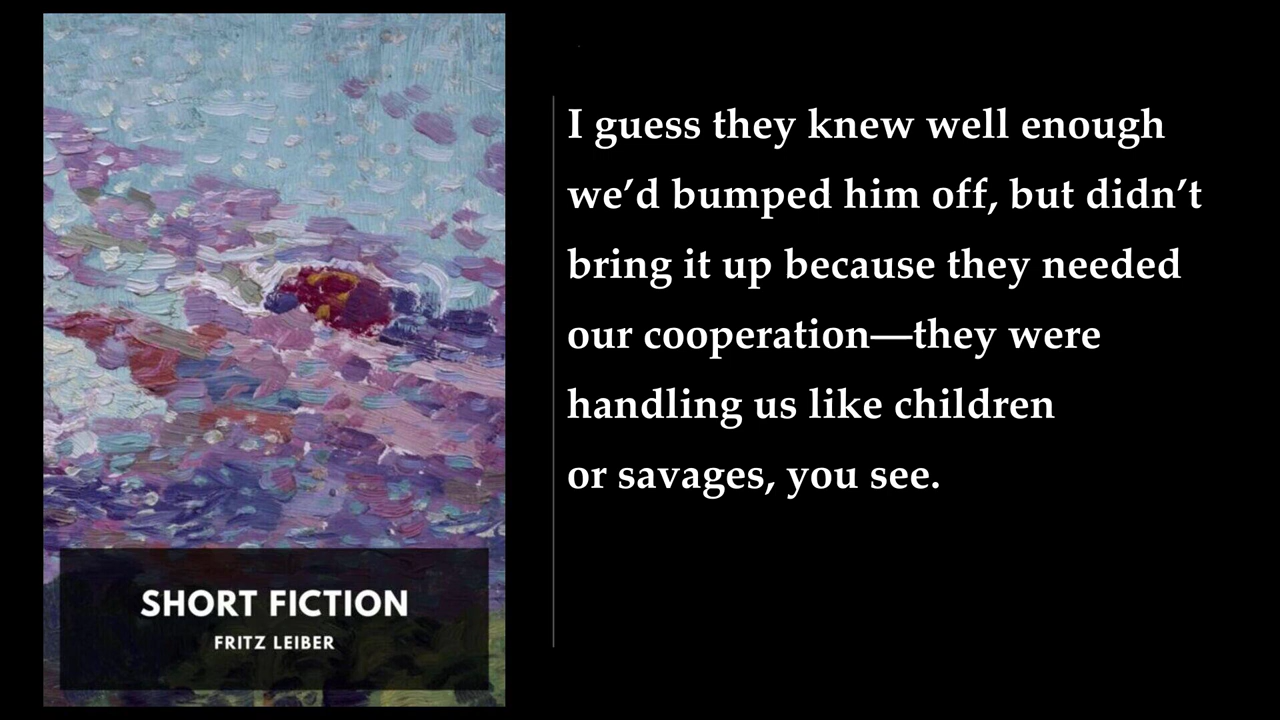 SHORT FICTION
FRITZ LEIBER
I guess they knew well enough
we’d bumped him off, but didn’t
bring it up because they needed
our cooperation—they were
handling us like children
or savages, you see.